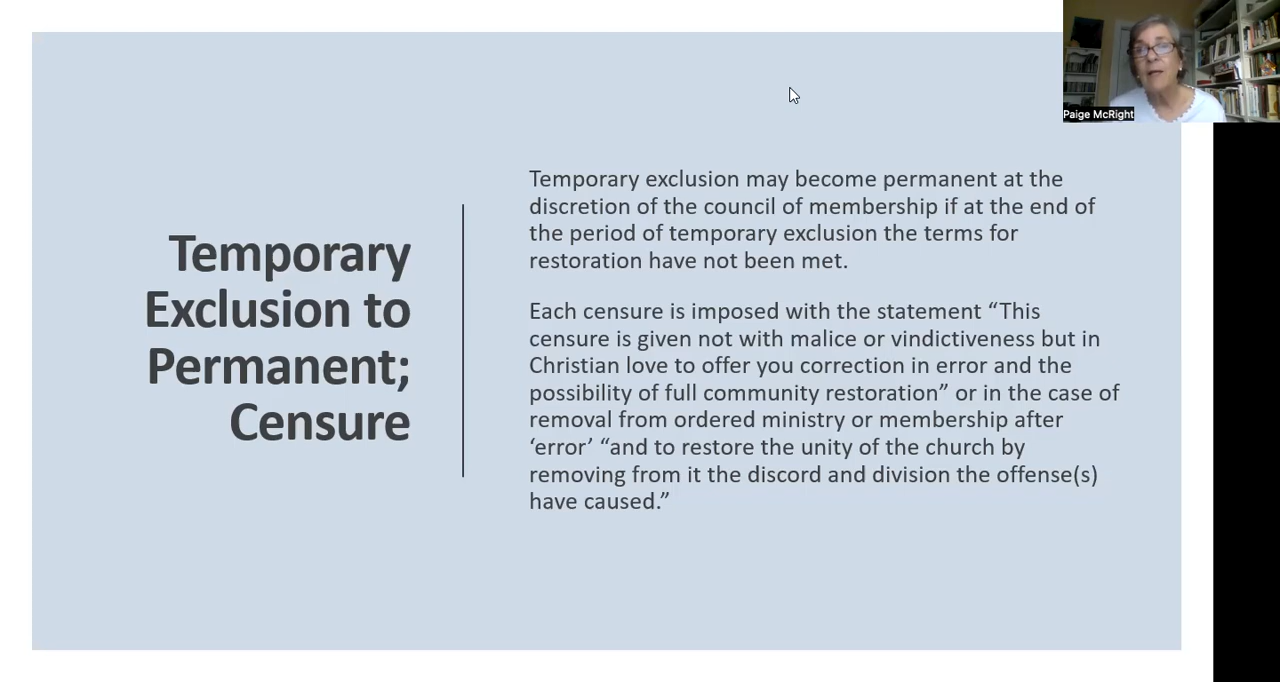 Paige McRight
Temporary
Exclusion to
Permanent;
Censure
Temporary exclusion may become permanent at the
discretion of the council of membership if at the end of
the period of temporary exclusion the terms for
restoration have not been met.
Each censure is imposed with the statement “This
censure is given not with malice or vindictiveness but in
Christian love to offer you correction in error and the
possibility of full community restoration” or in the case of
removal from ordered ministry or membership after
‘error’ “and to restore the unity of the church by
removing from it the discord and division the offense(s)
have caused.”